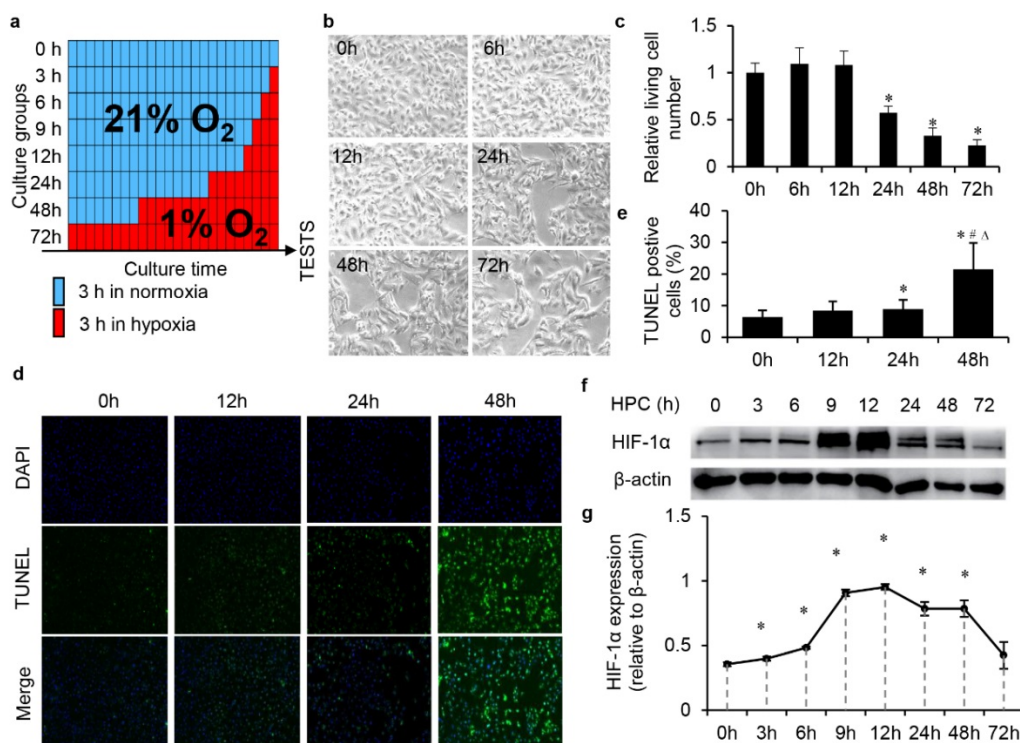 a
Culture groups
0 h
3 h
6 h
9 h
12h
24h
48h
72h
21% O₂
1% O₂
Culture time
TESTS
3 h in normoxia
3 h in hypoxia
b
0h
6h
12h
24h
48h
72h
c
Relative living cell
number
1.5
1
0.5
0
* * *
0h 6h 12h 24h 48h 72h
e
TUNEL postive
cells (%)
40
30
20
10
0
* * # Δ
0h 12h 24h 48h
d
0h 12h 24h 48h
DAPI
TUNEL
Merge
f
HPC (h) 0 3 6 9 12 24 48 72
HIF-1α
β-actin
g
HIF-1α expression
(relative to β-actin)
1.5
1
0.5
0
* * * * * *
0h 3h 6h 9h 12h 24h 48h 72h